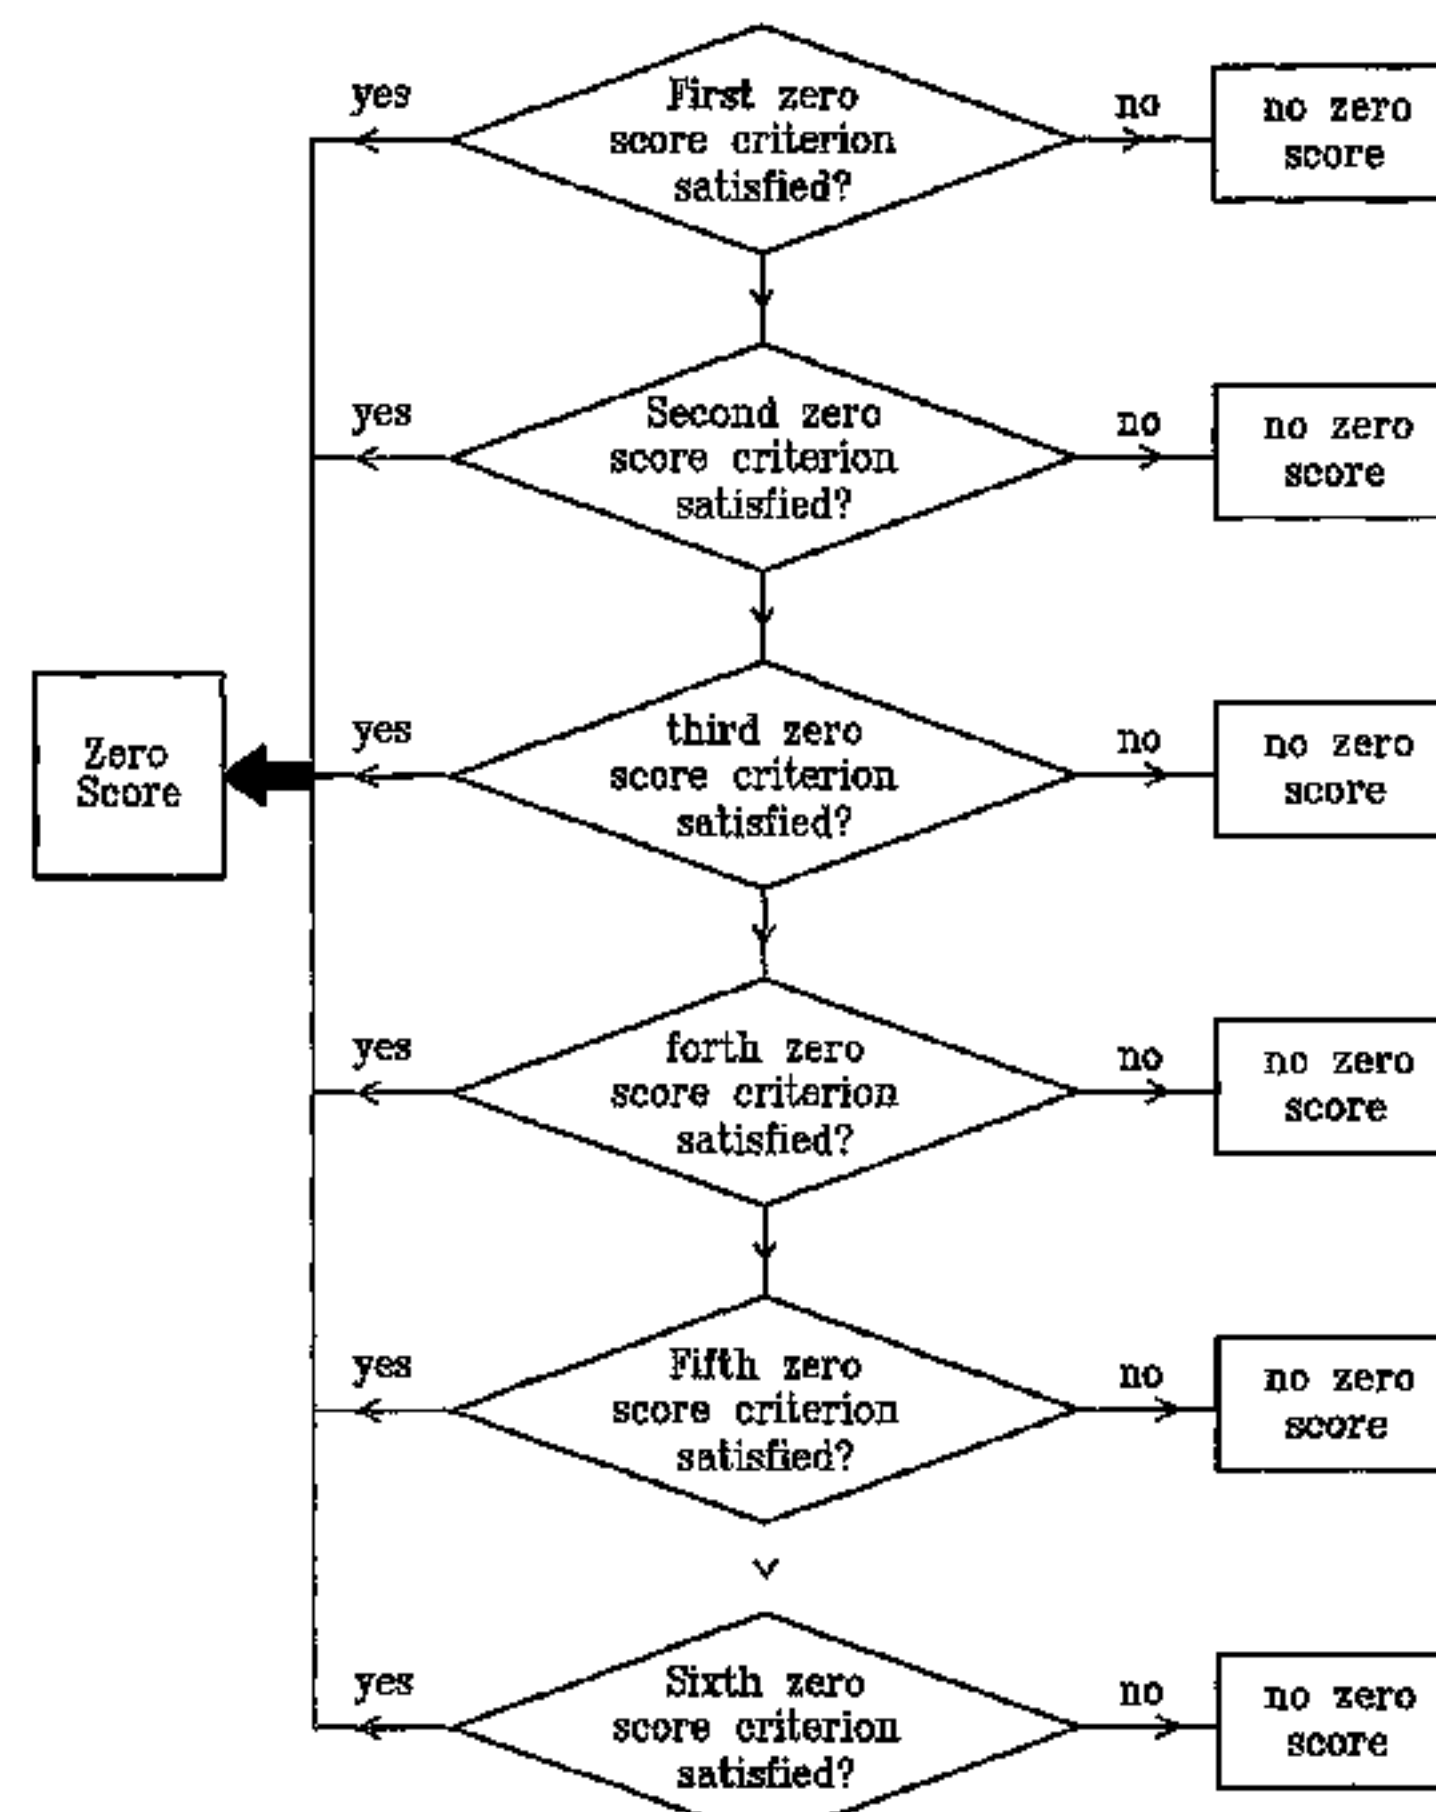 yes
First zero
score criterion
satisfied?
no
no zero
score
yes
Second zero
score criterion
satisfied?
no
no zero
score
Zero
Score
yes
third zero
score criterion
satisfied?
no
no zero
score
yes
forth zero
score criterion
satisfied?
no
no zero
score
yes
Fifth zero
score criterion
satisfied?
no
no zero
score
yes
Sixth zero
score criterion
satisfied?
no
no zero
score